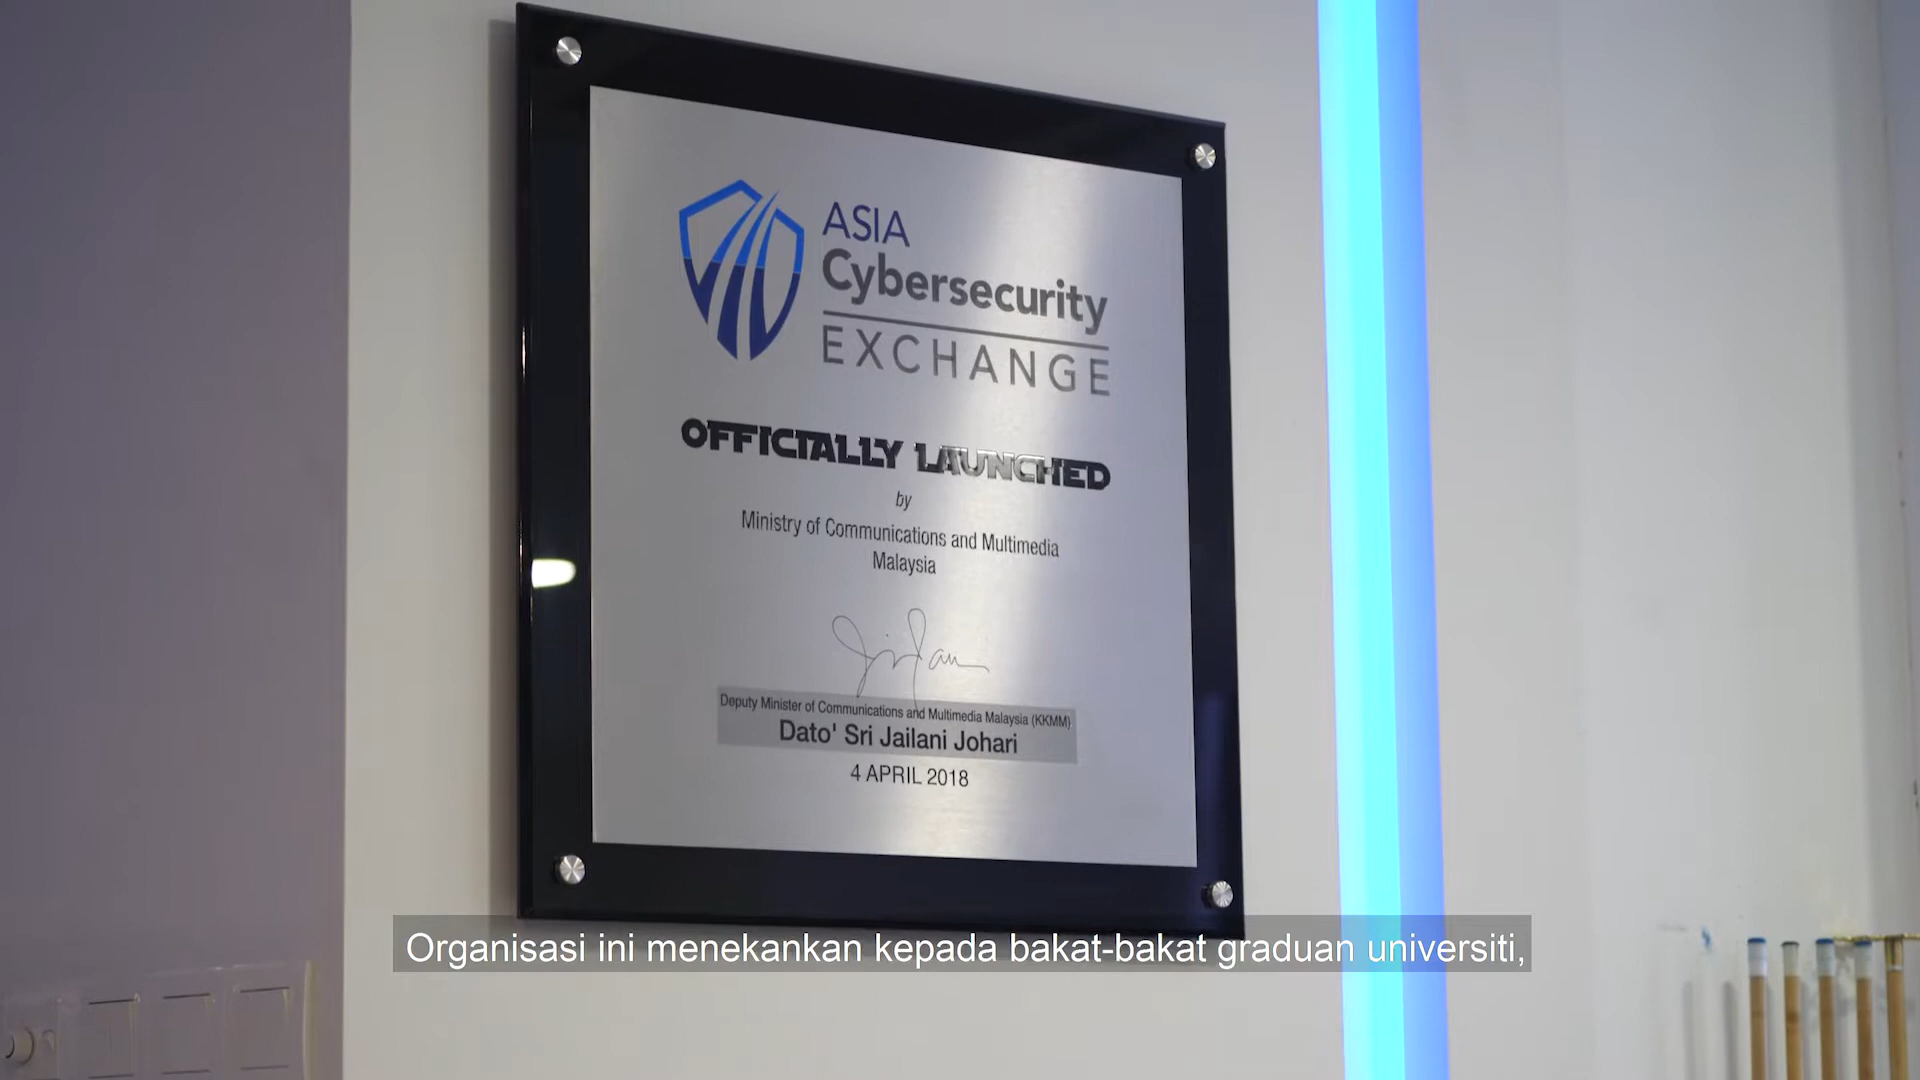 ASIA
Cybersecurity
EXCHANGE
OFFICIALLY LAUNCHED
by
Ministry of Communications and Multimedia
Malaysia
Deputy Minister of Communications and Multimedia Malaysia (KKMM)
Dato' Sri Jailani Johari
4 APRIL 2018
Organisasi ini menekankan kepada bakat-bakat graduan universiti,